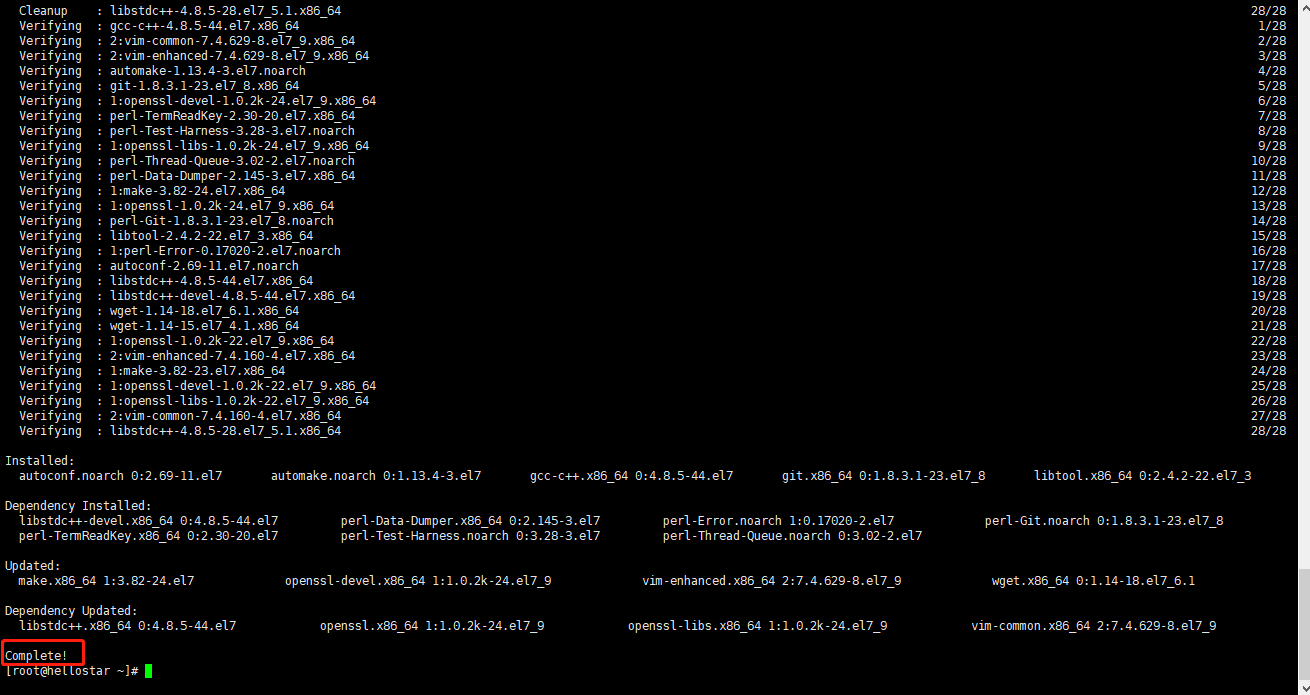 Cleanup    : libstdc++-4.8.5-28.el7_5.1.x86_64 28/28
Verifying  : gcc-c++-4.8.5-44.el7.x86_64 1/28
Verifying  : 2:vim-common-7.4.629-8.el7_9.x86_64 2/28
Verifying  : 2:vim-enhanced-7.4.629-8.el7_9.x86_64 3/28
Verifying  : automake-1.13.4-3.el7.noarch 4/28
Verifying  : git-1.8.3.1-23.el7_8.x86_64 5/28
Verifying  : 1:openssl-devel-1.0.2k-24.el7_9.x86_64 6/28
Verifying  : perl-TermReadKey-2.30-20.el7.x86_64 7/28
Verifying  : perl-Test-Harness-3.28-3.el7.noarch 8/28
Verifying  : 1:openssl-libs-1.0.2k-24.el7_9.x86_64 9/28
Verifying  : perl-Thread-Queue-3.02-2.el7.noarch 10/28
Verifying  : perl-Data-Dumper-2.145-3.el7.x86_64 11/28
Verifying  : 1:make-3.82-24.el7.x86_64 12/28
Verifying  : 1:openssl-1.0.2k-24.el7_9.x86_64 13/28
Verifying  : perl-Git-1.8.3.1-23.el7_8.noarch 14/28
Verifying  : libtool-2.4.2-22.el7_3.x86_64 15/28
Verifying  : 1:perl-Error-0.17020-2.el7.noarch 16/28
Verifying  : autoconf-2.69-11.el7.noarch 17/28
Verifying  : libstdc++-4.8.5-44.el7.x86_64 18/28
Verifying  : libstdc++-devel-4.8.5-44.el7.x86_64 19/28
Verifying  : wget-1.14-18.el7_6.1.x86_64 20/28
Verifying  : wget-1.14-15.el7_4.1.x86_64 21/28
Verifying  : 1:openssl-1.0.2k-22.el7_9.x86_64 22/28
Verifying  : 2:vim-enhanced-7.4.160-4.el7.x86_64 23/28
Verifying  : 1:make-3.82-23.el7.x86_64 24/28
Verifying  : 1:openssl-devel-1.0.2k-22.el7_9.x86_64 25/28
Verifying  : 1:openssl-libs-1.0.2k-22.el7_9.x86_64 26/28
Verifying  : 2:vim-common-7.4.160-4.el7.x86_64 27/28
Verifying  : libstdc++-4.8.5-28.el7_5.1.x86_64 28/28
Installed:
autoconf.noarch 0:2.69-11.el7 automake.noarch 0:1.13.4-3.el7 gcc-c++.x86_64 0:4.8.5-44.el7 git.x86_64 0:1.8.3.1-23.el7_8 libtool.x86_64 0:2.4.2-22.el7_3
Dependency Installed:
libstdc++-devel.x86_64 0:4.8.5-44.el7 perl-Data-Dumper.x86_64 0:2.145-3.el7 perl-Error.noarch 1:0.17020-2.el7 perl-Git.noarch 0:1.8.3.1-23.el7_8
perl-TermReadKey.x86_64 0:2.30-20.el7 perl-Test-Harness.noarch 0:3.28-3.el7 perl-Thread-Queue.noarch 0:3.02-2.el7
Updated:
make.x86_64 1:3.82-24.el7 openssl-devel.x86_64 1:1.0.2k-24.el7_9 vim-enhanced.x86_64 2:7.4.629-8.el7_9 wget.x86_64 0:1.14-18.el7_6.1
Dependency Updated:
libstdc++.x86_64 0:4.8.5-44.el7 openssl.x86_64 1:1.0.2k-24.el7_9 openssl-libs.x86_64 1:1.0.2k-24.el7_9 vim-common.x86_64 2:7.4.629-8.el7_9
Complete!
[root@hellostar ~]#